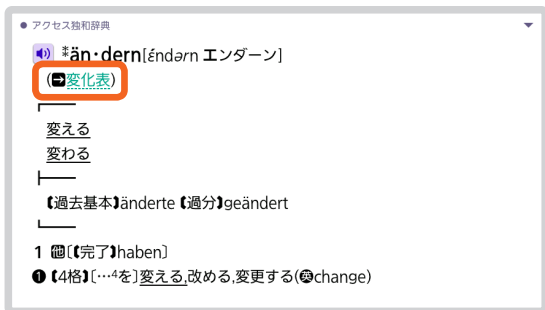 アクセス独和辞典
*än・dern[ɛ́ndərn エンダーン]
(➡変化表)
変える
変わる
【過去基本】änderte【過分】geändert
1 他〔【完了】haben〕
❶【4格】〔…⁴を〕変える,改める,変更する(英change)